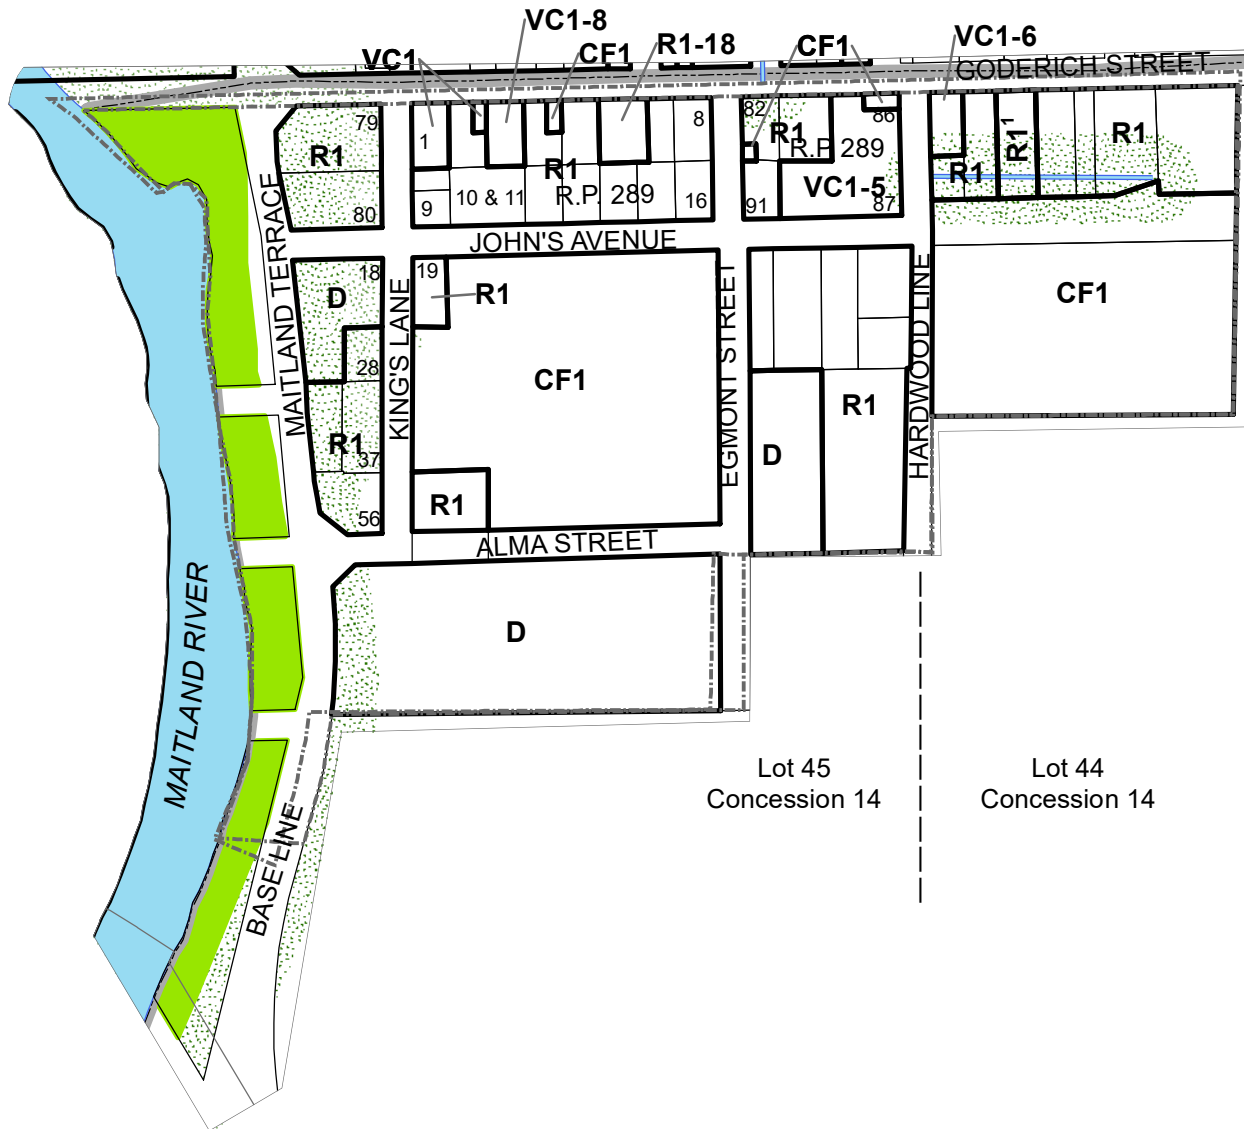 VC1-8
VC1
CF1
R1-18
CF1
VC1-6
GODERICH STREET
79
1
8
82
86
R1
R1
R1
R.P. 289
R1
R1¹
R1
VC1-5
80
9
10 & 11
R.P. 289
16
91
87
JOHN'S AVENUE
MAITLAND TERRACE
KING'S LANE
EGMONT STREET
HARDWOOD LINE
18
D
19
R1
CF1
28
CF1
R1
R1
37
D
R1
56
ALMA STREET
MAITLAND RIVER
D
BASE LINE
Lot 45
Concession 14
Lot 44
Concession 14